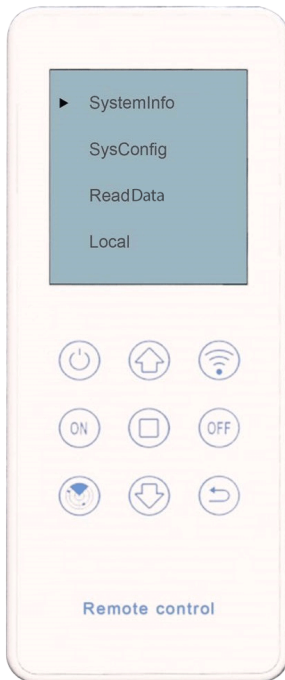 SystemInfo
SysConfig
ReadData
Local
ON
OFF
Remote control